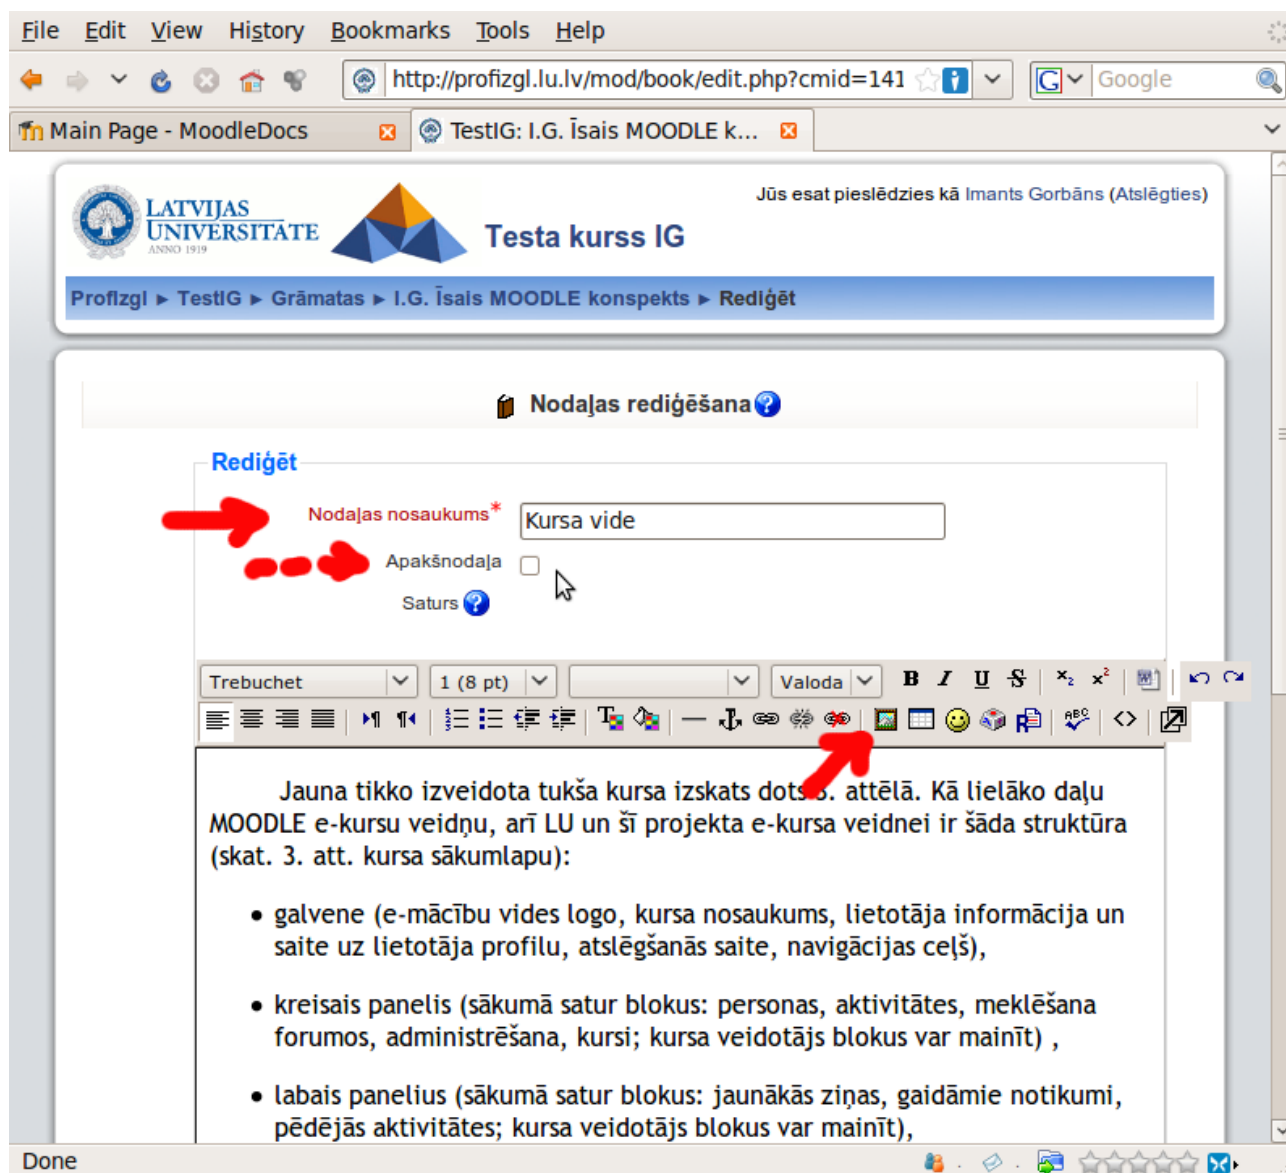 File Edit View History Bookmarks Tools Help
http://profizgl.lu.lv/mod/book/edit.php?cmid=141 G Google
Main Page - MoodleDocs TestIG: I.G. Īsais MOODLE k...
LATVIJAS
UNIVERSITĀTE
ANNO 1919
Jūs esat pieslēdzies kā Imants Gorbāns (Atslēgties)
Testa kurss IG
ProfIzgl ► TestIG ► Grāmatas ► I.G. Īsais MOODLE konspekts ► Rediģēt
Nodaļas rediģēšana
Rediģēt
Nodaļas nosaukums* Kursa vide
Apakšnodaļa
Saturs
Trebuchet 1 (8 pt) Valoda B I U S x₂ x²
ABC <>
Jauna tikko izveidota tukša kursa izskats dots 3. attēlā. Kā lielāko daļu
MOODLE e-kursu veidņu, arī LU un šī projekta e-kursa veidnei ir šāda struktūra
(skat. 3. att. kursa sākumlapu):
• galvene (e-mācību vides logo, kursa nosaukums, lietotāja informācija un
saite uz lietotāja profilu, atslēgšanās saite, navigācijas ceļš),
• kreisais panelis (sākumā satur blokus: personas, aktivitātes, meklēšana
forumos, administrēšana, kursi; kursa veidotājs blokus var mainīt) ,
• labais panelius (sākumā satur blokus: jaunākās ziņas, gaidāmie notikumi,
pēdējās aktivitātes; kursa veidotājs blokus var mainīt),
Done